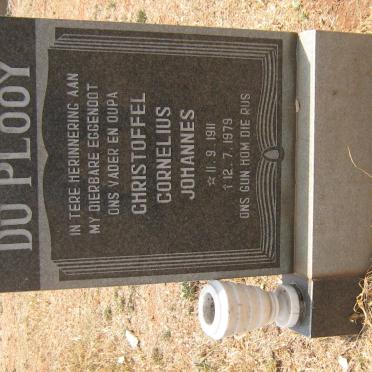 DU PLOOY
IN TERE HERINNERING AAN
MY DIERBARE EGGENOOT
ONS VADER EN OUPA
CHRISTOFFEL
CORNELIUS
JOHANNES
☆ 11. 9. 1911
† 12. 7. 1979
ONS GUN HOM DIE RUS